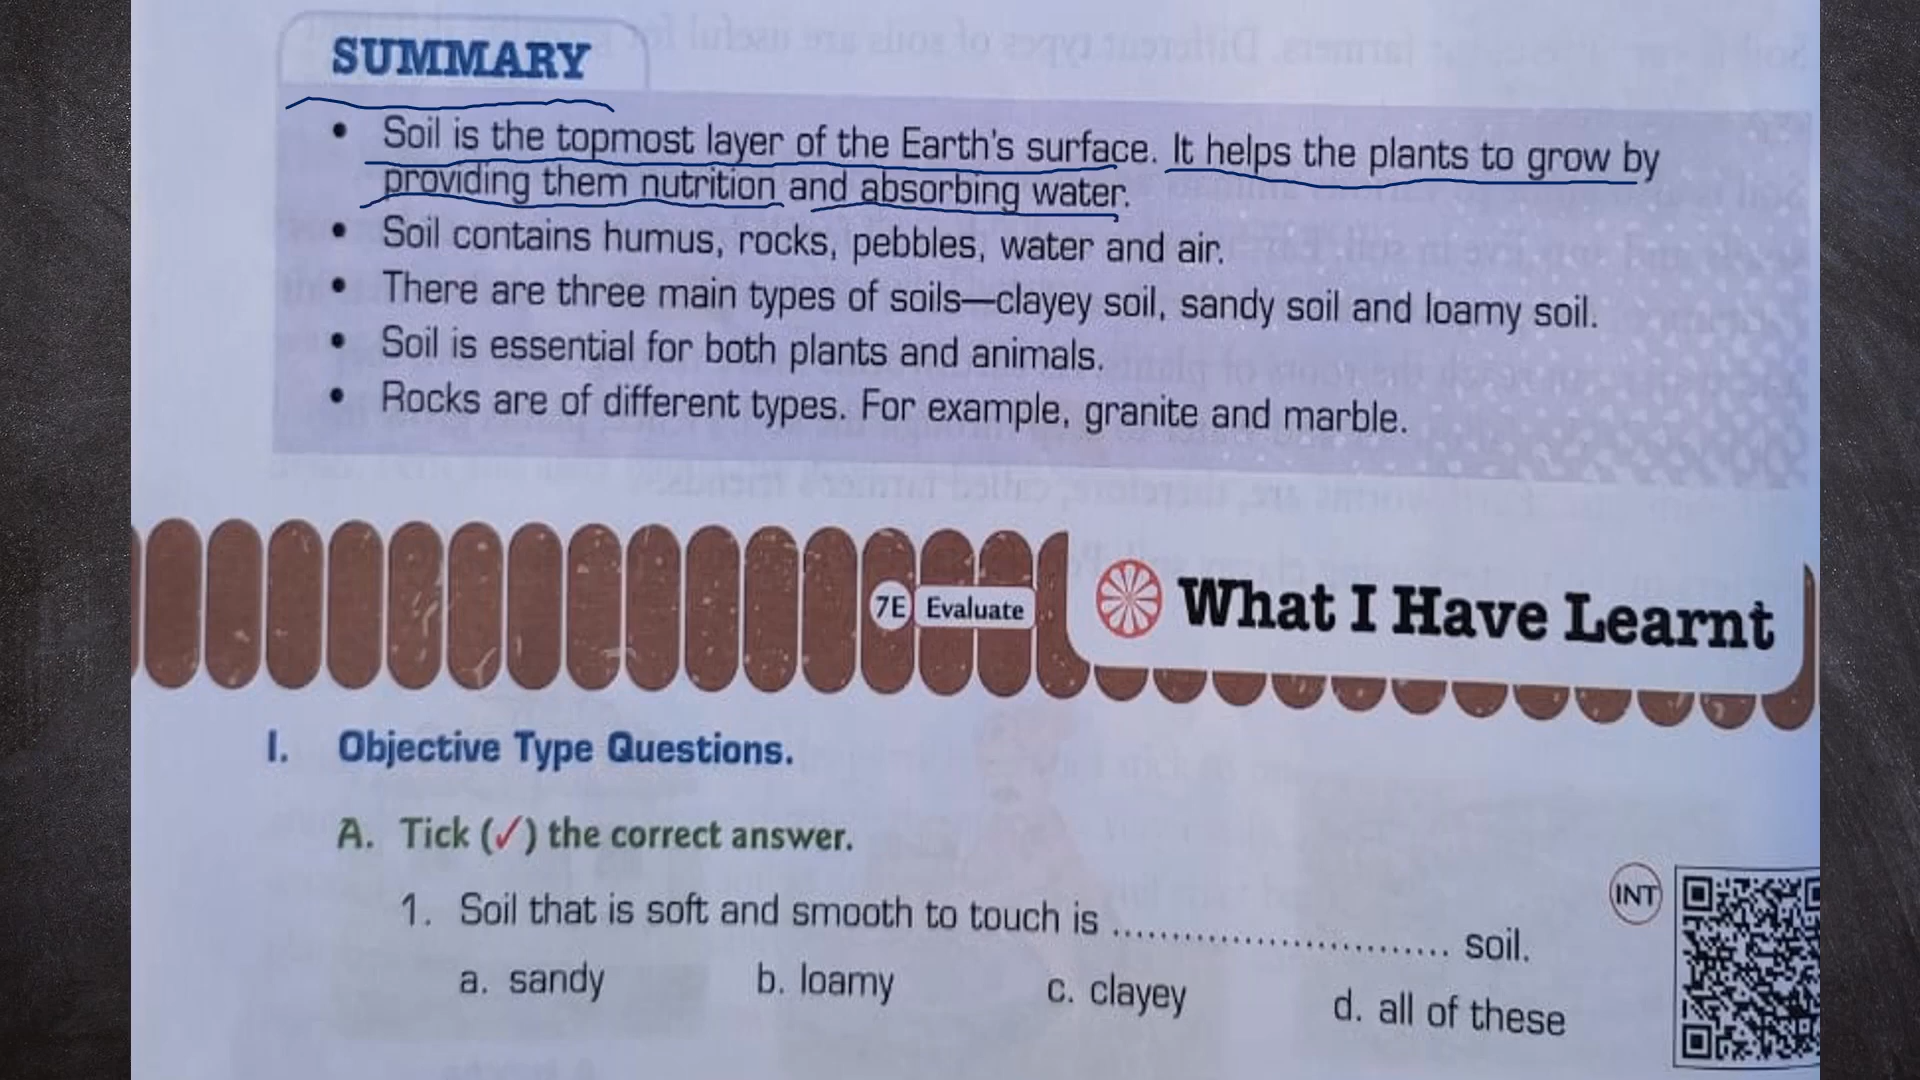 SUMMARY
• Soil is the topmost layer of the Earth's surface. It helps the plants to grow by
providing them nutrition and absorbing water.
• Soil contains humus, rocks, pebbles, water and air.
• There are three main types of soils—clayey soil, sandy soil and loamy soil.
• Soil is essential for both plants and animals.
• Rocks are of different types. For example, granite and marble.
7E Evaluate
What I Have Learnt
I. Objective Type Questions.
A. Tick (✓) the correct answer.
1. Soil that is soft and smooth to touch is ............................ soil.
INT
a. sandy b. loamy c. clayey d. all of these